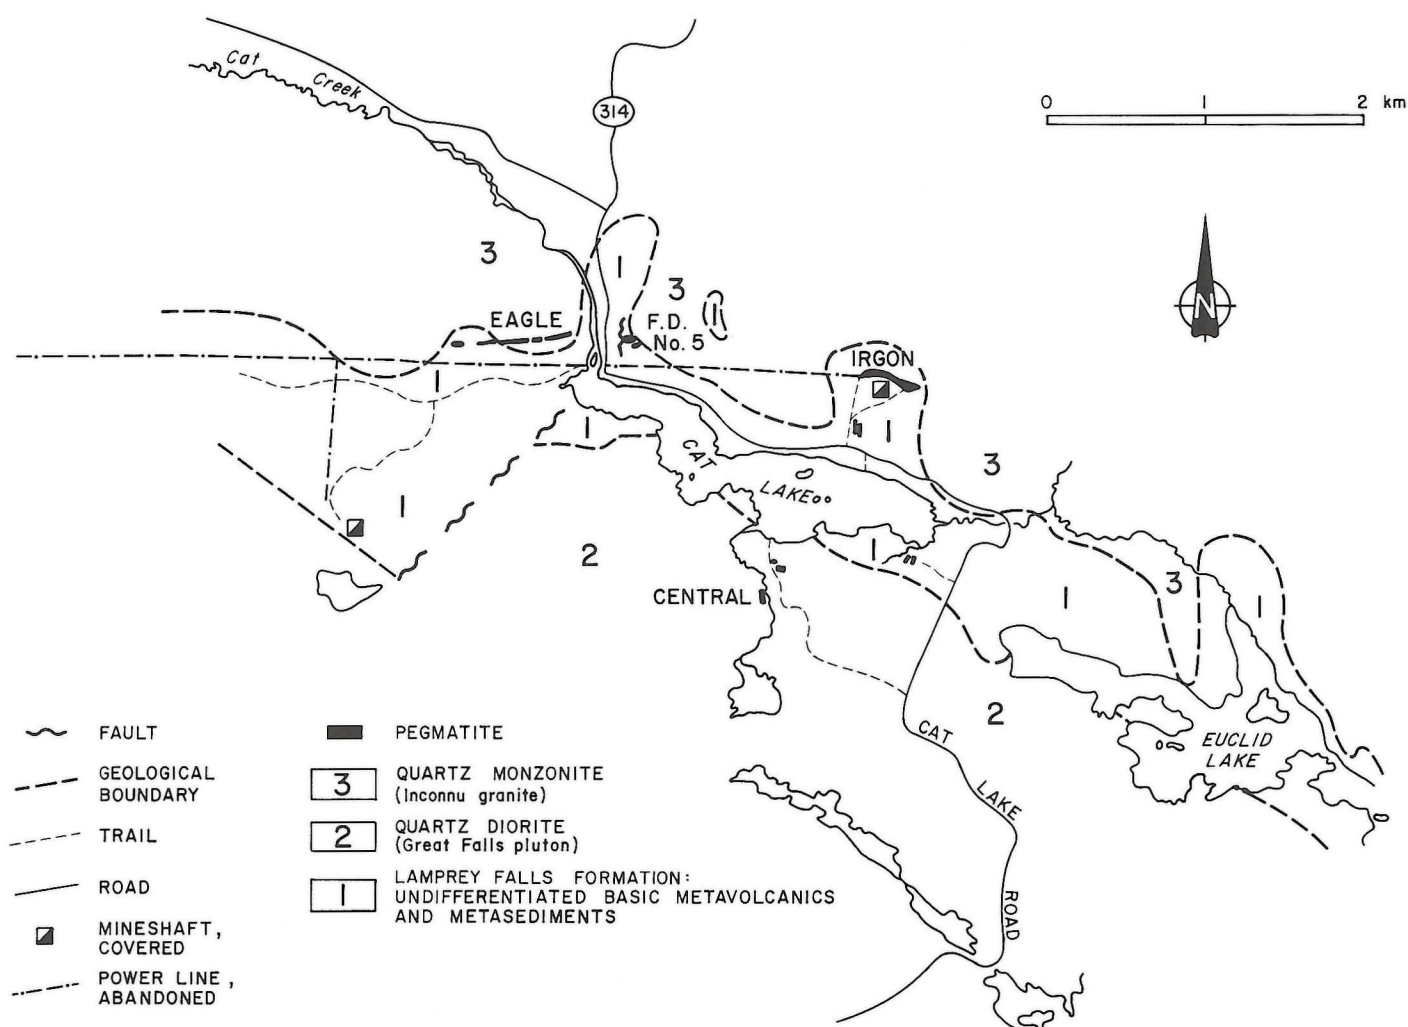 Cat Creek
314
0 1 2 km
N
3
1
3
EAGLE
F.D.
No. 5
1
IRGON
1
1
1
3
CAT LAKE
1
2
1
CENTRAL
1
3
1
2
CAT LAKE ROAD
EUCLID
LAKE
FAULT
GEOLOGICAL
BOUNDARY
TRAIL
ROAD
MINESHAFT,
COVERED
POWER LINE,
ABANDONED
PEGMATITE
3 QUARTZ MONZONITE
(Inconnu granite)
2 QUARTZ DIORITE
(Great Falls pluton)
1 LAMPREY FALLS FORMATION:
UNDIFFERENTIATED BASIC METAVOLCANICS
AND METASEDIMENTS